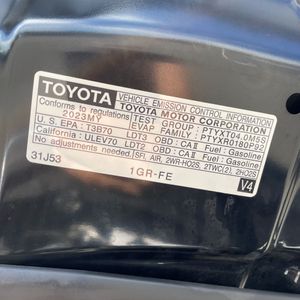 TOYOTA
VEHICLE EMISSION CONTROL INFORMATION
TOYOTA MOTOR CORPORATION
Conforms to regulations
2023MY
TEST GROUP: PTYXT04.0M5S
EVAP FAMILY: PTYXR0180P92
U.S. EPA : T3B70 LDT3 OBD : CA II Fuel : Gasoline
California : ULEV70 LDT2 OBD : CA II Fuel : Gasoline
No adjustments needed, SFI, AIR, 2WR-HO2S, 2TWC(2), 2HO2S
31J53
1GR-FE
V4